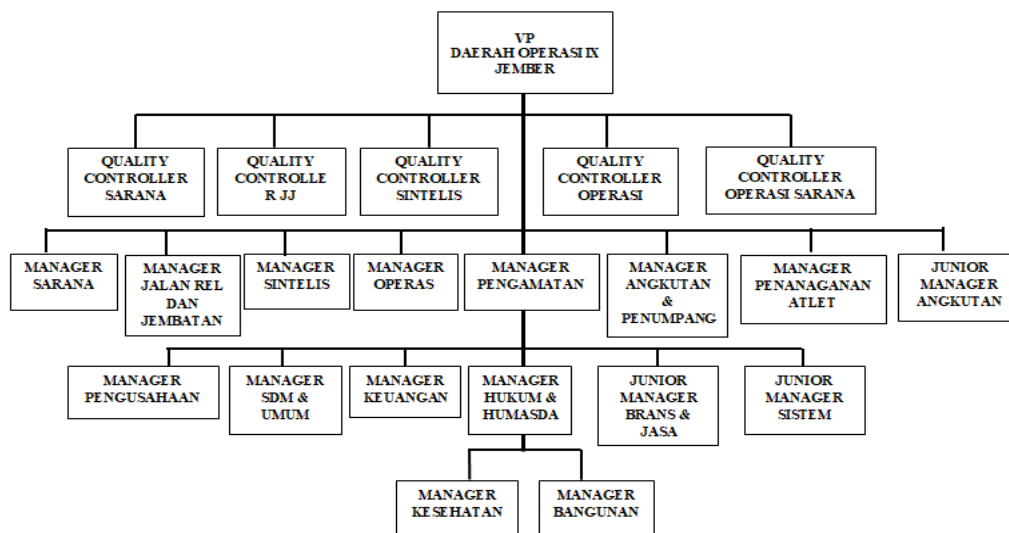 VP
DAERAH OPERASI IX
JEMBER
QUALITY
CONTROLLER
SARANA
QUALITY
CONTROLLE
R JJ
QUALITY
CONTROLLER
SINTELIS
QUALITY
CONTROLLER
OPERASI
QUALITY
CONTROLLER
OPERASI SARANA
MANAGER
SARANA
MANAGER
JALAN REL
DAN
JEMBATAN
MANAGER
SINTELIS
MANAGER
OPERAS
MANAGER
PENGAMATAN
MANAGER
ANGKUTAN
&
PENUMPANG
MANAGER
PENANAGANAN
ATLET
JUNIOR
MANAGER
ANGKUTAN
MANAGER
PENGUSAHAAN
MANAGER
SDM &
UMUM
MANAGER
KEUANGAN
MANAGER
HUKUM &
HUMASDA
JUNIOR
MANAGER
BRANS &
JASA
JUNIOR
MANAGER
SISTEM
MANAGER
KESEHATAN
MANAGER
BANGUNAN